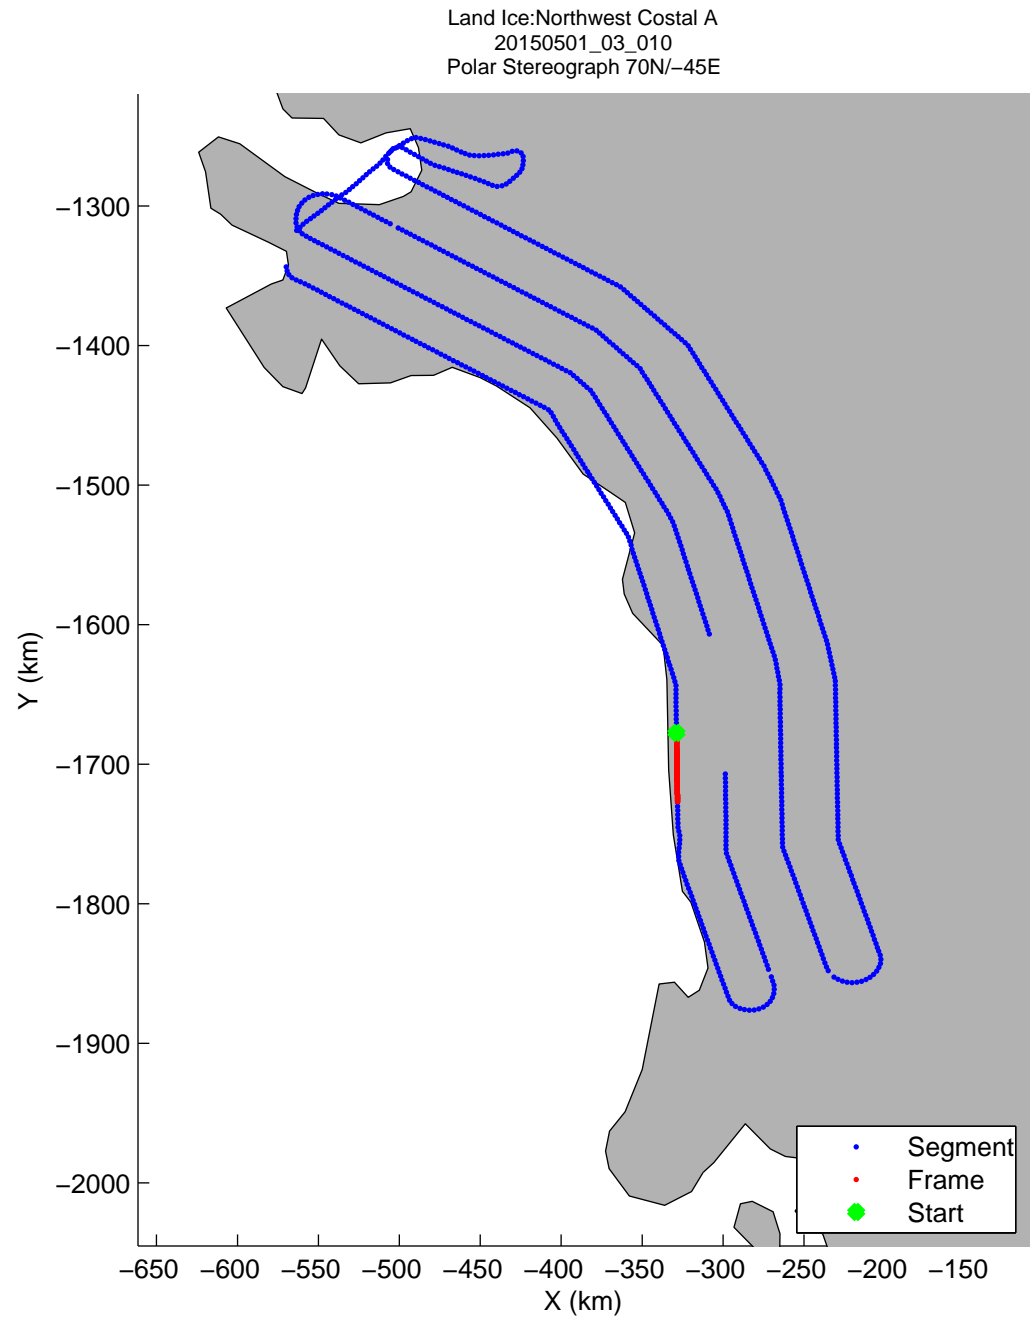 Land Ice:Northwest Costal A
20150501_03_010
Polar Stereograph 70N/−45E
−1300
−1400
−1500
−1600
−1700
−1800
−1900
−2000
Y (km)
Segment
Frame
Start
−650 −600 −550 −500 −450 −400 −350 −300 −250 −200 −150
X (km)